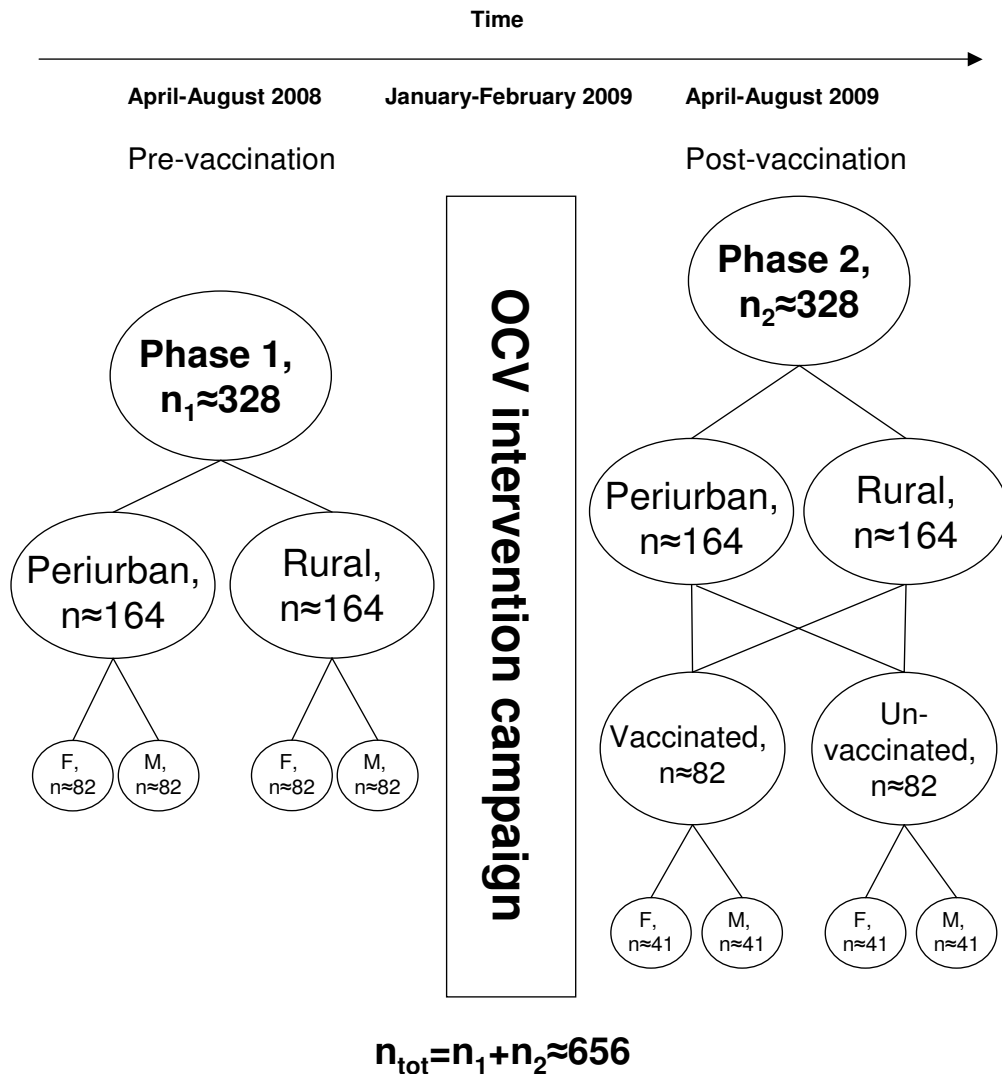 Time
April-August 2008
January-February 2009
April-August 2009
Pre-vaccination
Post-vaccination
Phase 1,
n₁≈328
Periurban,
n≈164
Rural,
n≈164
F,
n≈82
M,
n≈82
F,
n≈82
M,
n≈82
OCV intervention campaign
Phase 2,
n₂≈328
Periurban,
n≈164
Rural,
n≈164
Vaccinated,
n≈82
Un-
vaccinated,
n≈82
F,
n≈41
M,
n≈41
F,
n≈41
M,
n≈41
nₜₒₜ=n₁+n₂≈656